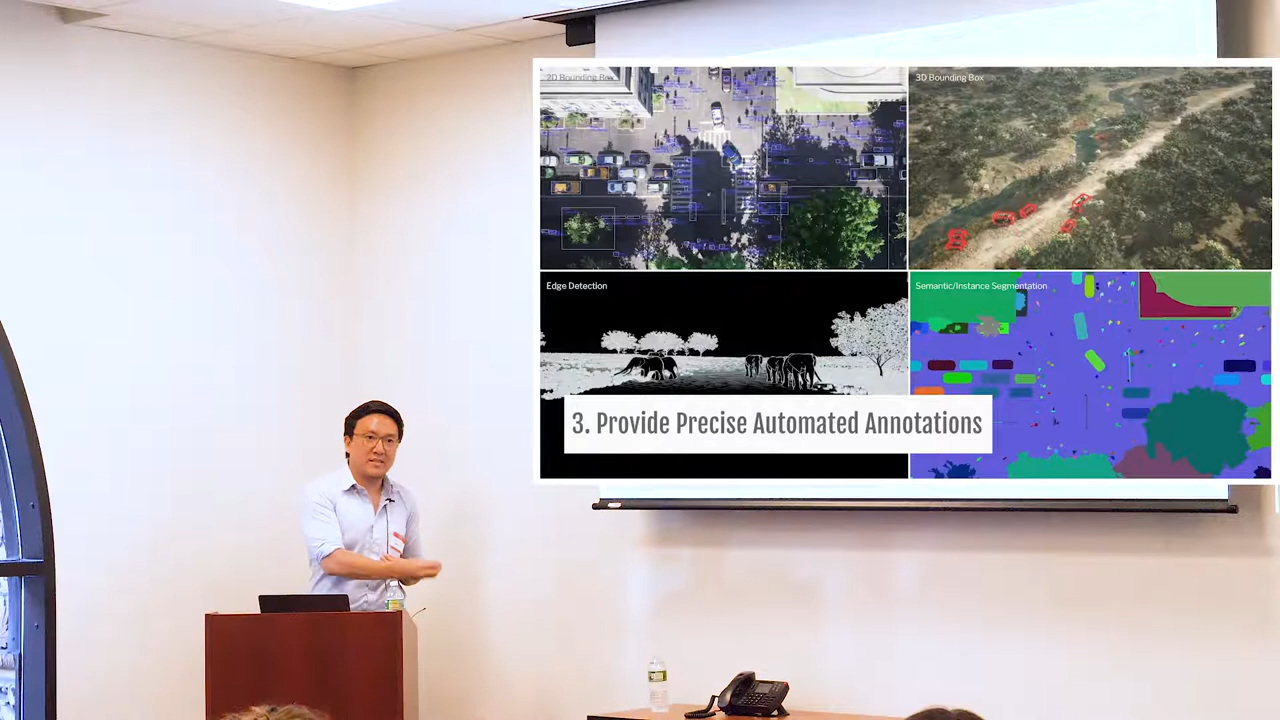 2D Bounding Box
3D Bounding Box
Edge Detection
Semantic/Instance Segmentation
3. Provide Precise Automated Annotations